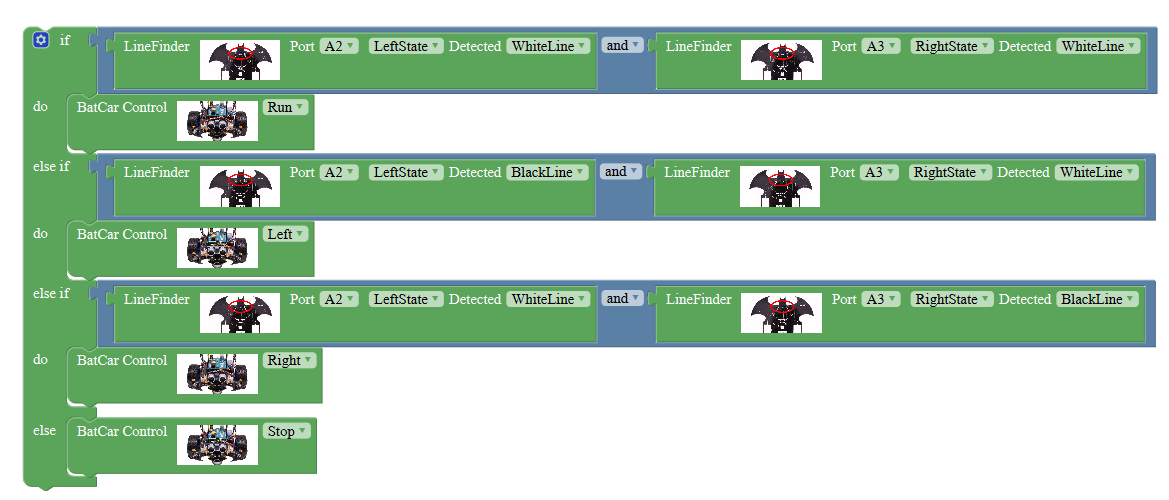 if LineFinder Port A2 LeftState Detected WhiteLine and LineFinder Port A3 RightState Detected WhiteLine
do BatCar Control Run
else if LineFinder Port A2 LeftState Detected BlackLine and LineFinder Port A3 RightState Detected WhiteLine
do BatCar Control Left
else if LineFinder Port A2 LeftState Detected WhiteLine and LineFinder Port A3 RightState Detected BlackLine
do BatCar Control Right
else BatCar Control Stop